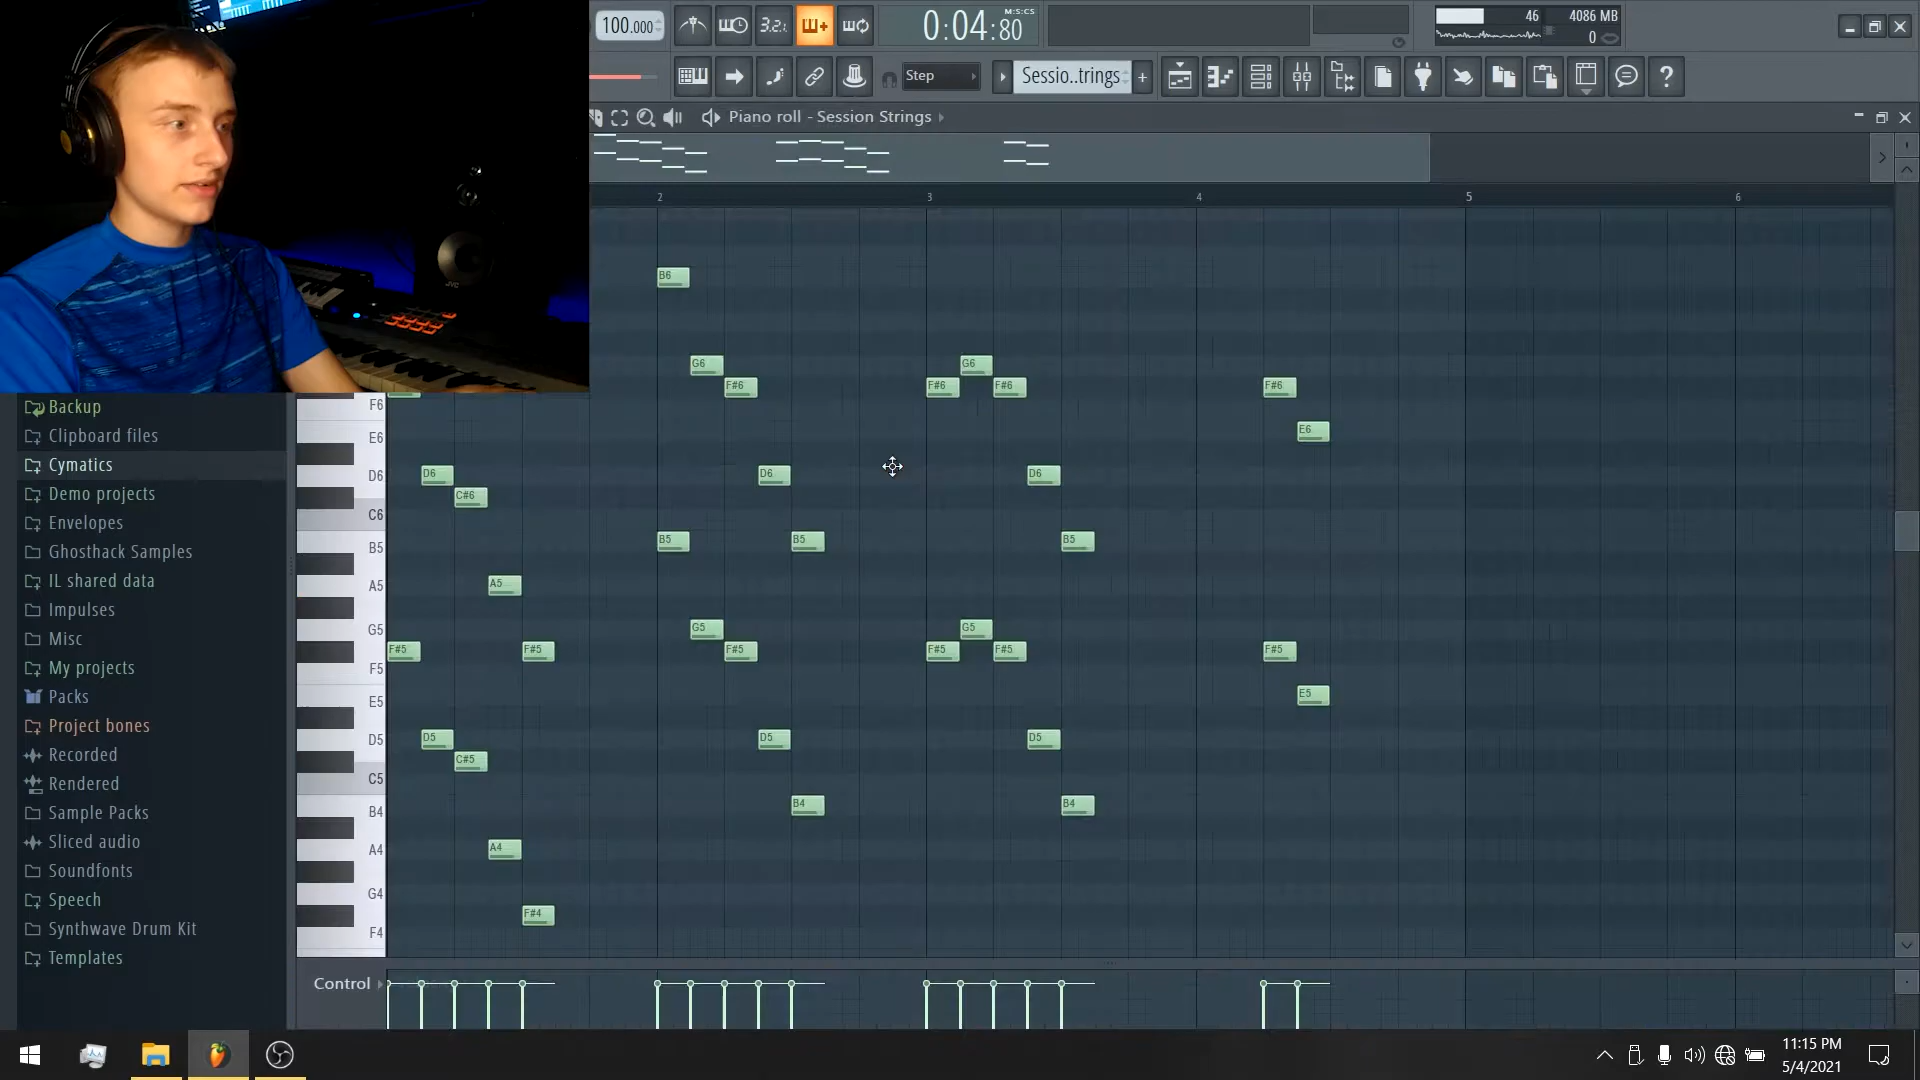 100.000
3.2.
0:04:80
M:S:CS
46
4086 MB
0
Step
Sessio..trings
Piano roll - Session Strings
2
3
4
5
6
B6
G6
G6
F#6
F#6
F#6
F#6
F6
E6
E6
D6
D6
D6
D6
C#6
C6
B5
B5
B5
B5
A5
A5
G5
G5
G5
F#5
F#5
F#5
F#5
F#5
F#5
F5
E5
E5
D5
D5
D5
D5
C#5
C5
B4
B4
B4
A4
A4
G4
F#4
F4
Backup
Clipboard files
Cymatics
Demo projects
Envelopes
Ghosthack Samples
IL shared data
Impulses
Misc
My projects
Packs
Project bones
Recorded
Rendered
Sample Packs
Sliced audio
Soundfonts
Speech
Synthwave Drum Kit
Templates
Control
11:15 PM
5/4/2021